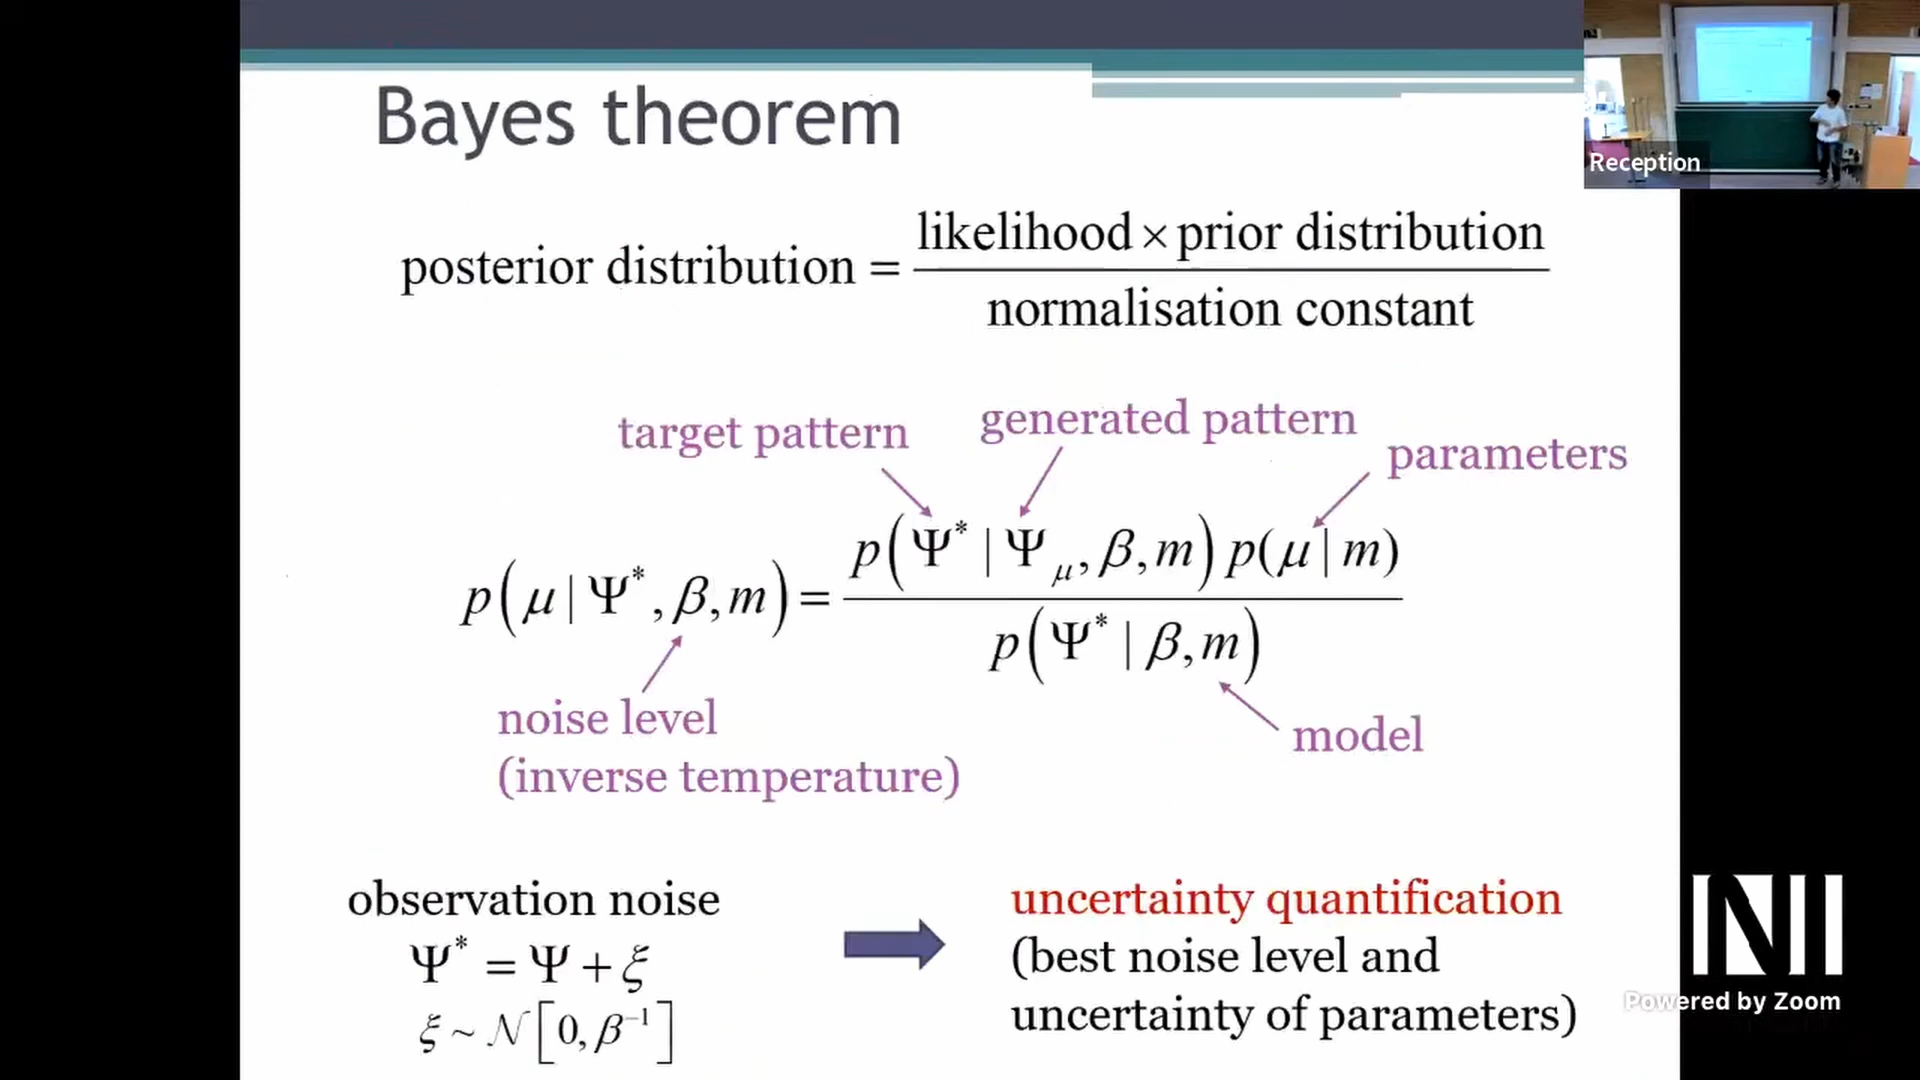 Bayes theorem
Reception
posterior distribution = likelihood × prior distribution / normalisation constant
target pattern
generated pattern
parameters
p(μ | Ψ*, β, m) = p(Ψ* | Ψ_μ, β, m) p(μ | m) / p(Ψ* | β, m)
noise level
(inverse temperature)
model
observation noise
Ψ* = Ψ + ξ
ξ ~ N[0, β⁻¹]
uncertainty quantification
(best noise level and
uncertainty of parameters)
NI
Powered by Zoom